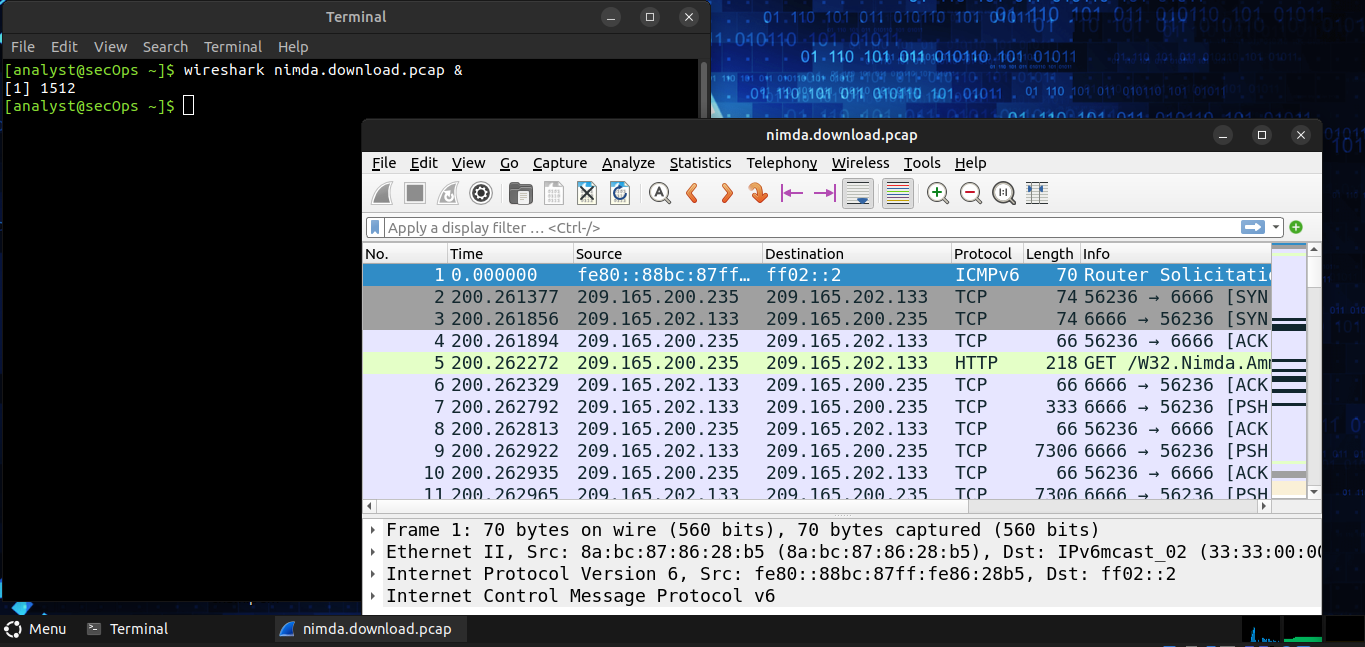 Terminal
File Edit View Search Terminal Help
[analyst@secOps ~]$ wireshark nimda.download.pcap &
[1] 1512
[analyst@secOps ~]$
nimda.download.pcap
File Edit View Go Capture Analyze Statistics Telephony Wireless Tools Help
Apply a display filter … <Ctrl-/>
No. Time Source Destination Protocol Length Info
1 0.000000 fe80::88bc:87ff… ff02::2 ICMPv6 70 Router Solicitatio
2 200.261377 209.165.200.235 209.165.202.133 TCP 74 56236 → 6666 [SYN
3 200.261856 209.165.202.133 209.165.200.235 TCP 74 6666 → 56236 [SYN
4 200.261894 209.165.200.235 209.165.202.133 TCP 66 56236 → 6666 [ACK
5 200.262272 209.165.200.235 209.165.202.133 HTTP 218 GET /W32.Nimda.Amm
6 200.262329 209.165.202.133 209.165.200.235 TCP 66 6666 → 56236 [ACK
7 200.262792 209.165.202.133 209.165.200.235 TCP 333 6666 → 56236 [PSH
8 200.262813 209.165.200.235 209.165.202.133 TCP 66 56236 → 6666 [ACK
9 200.262922 209.165.202.133 209.165.200.235 TCP 7306 6666 → 56236 [PSH
10 200.262935 209.165.200.235 209.165.202.133 TCP 66 56236 → 6666 [ACK
11 200.262965 209.165.202.133 209.165.200.235 TCP 7306 6666 → 56236 [PSH
Frame 1: 70 bytes on wire (560 bits), 70 bytes captured (560 bits)
Ethernet II, Src: 8a:bc:87:86:28:b5 (8a:bc:87:86:28:b5), Dst: IPv6mcast_02 (33:33:00:00
Internet Protocol Version 6, Src: fe80::88bc:87ff:fe86:28b5, Dst: ff02::2
Internet Control Message Protocol v6
Menu Terminal nimda.download.pcap